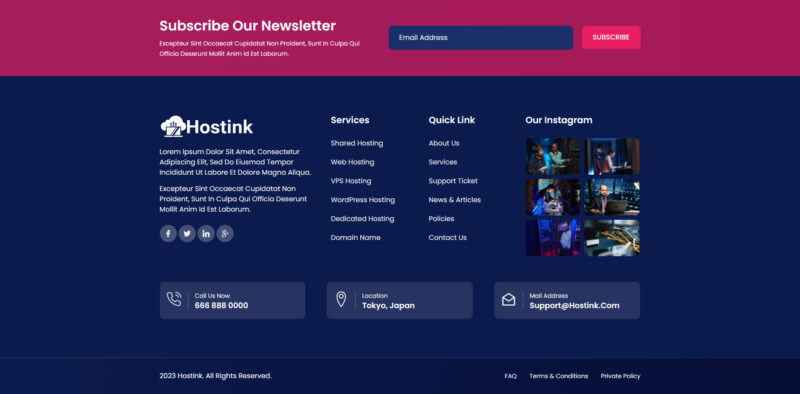 Subscribe Our Newsletter
Excepteur Sint Occaecat Cupidatat Non Proident, Sunt In Culpa Qui
Officia Deserunt Mollit Anim Id Est Laborum.
Email Address
SUBSCRIBE
Hostink
Lorem Ipsum Dolor Sit Amet, Consectetur
Adipiscing Elit, Sed Do Eiusmod Tempor
Incididunt Ut Labore Et Dolore Magna Aliqua.
Excepteur Sint Occaecat Cupidatat Non
Proident, Sunt In Culpa Qui Officia Deserunt
Mollit Anim Id Est Laborum.
Services
Shared Hosting
Web Hosting
VPS Hosting
WordPress Hosting
Dedicated Hosting
Domain Name
Quick Link
About Us
Services
Support Ticket
News & Articles
Policies
Contact Us
Our Instagram
Call Us Now
666 888 0000
Location
Tokyo, Japan
Mail Address
Support@Hostink.Com
2023 Hostink. All Rights Reserved.
FAQ
Terms & Conditions
Private Policy